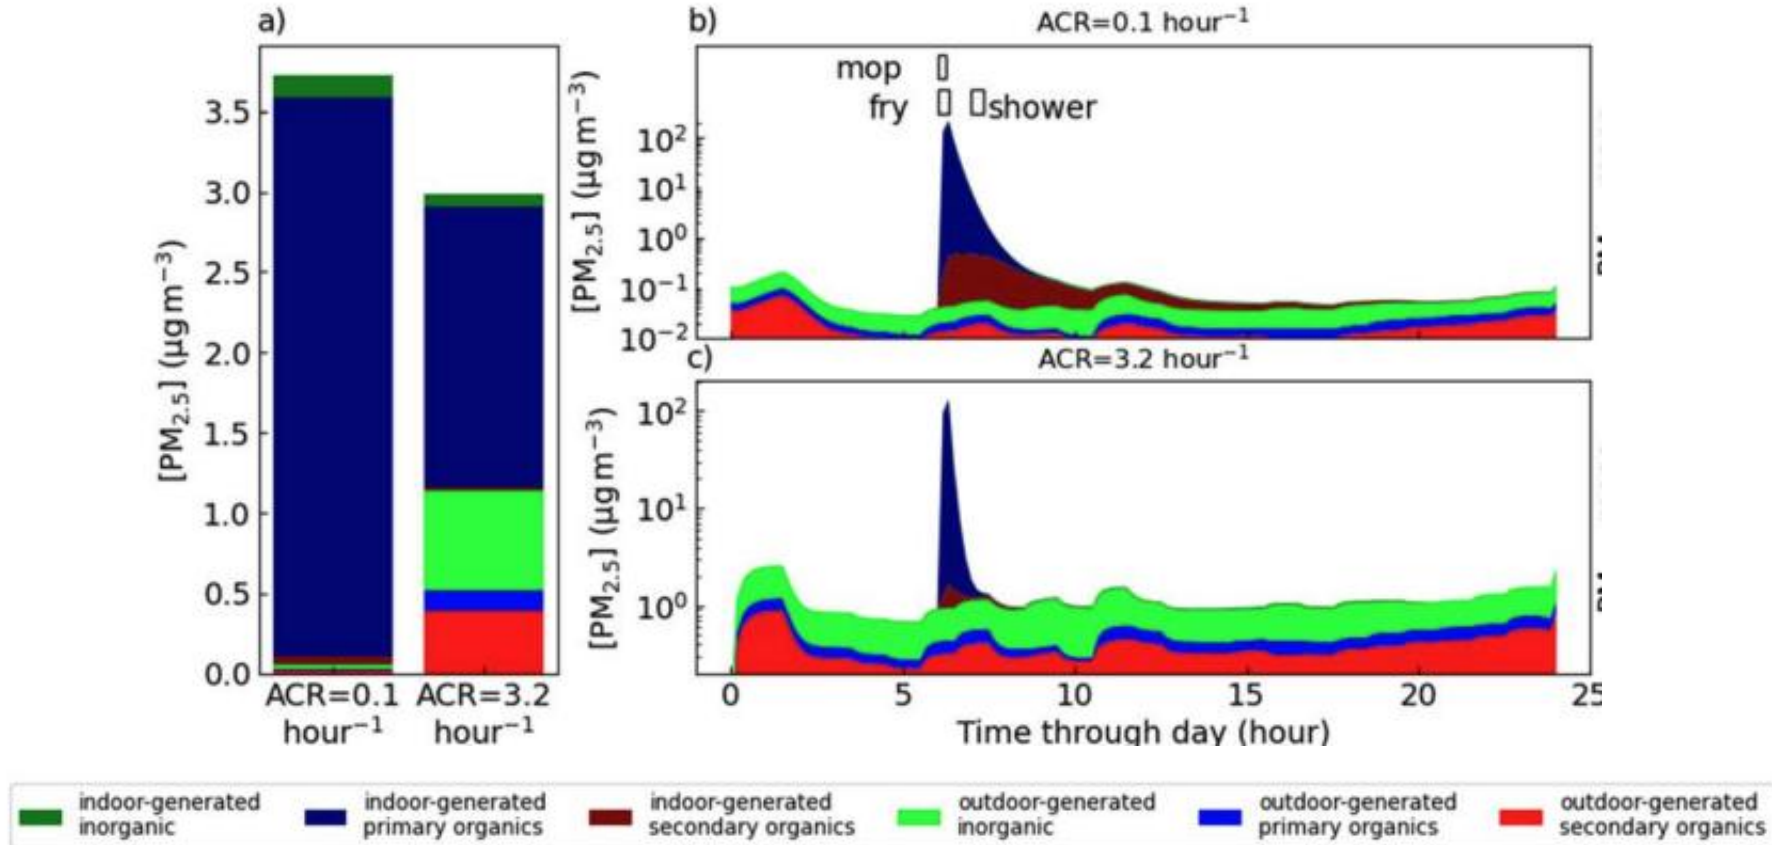 a)
[PM₂.₅] (μg m⁻³)
3.5
3.0
2.5
2.0
1.5
1.0
0.5
0.0
ACR=0.1
hour⁻¹
ACR=3.2
hour⁻¹
b)
ACR=0.1 hour⁻¹
[PM₂.₅] (μg m⁻³)
mop
fry
shower
10²
10¹
10⁰
10⁻¹
10⁻²
c)
ACR=3.2 hour⁻¹
[PM₂.₅] (μg m⁻³)
10²
10¹
10⁰
0 5 10 15 20 25
Time through day (hour)
indoor-generated
inorganic
indoor-generated
primary organics
indoor-generated
secondary organics
outdoor-generated
inorganic
outdoor-generated
primary organics
outdoor-generated
secondary organics